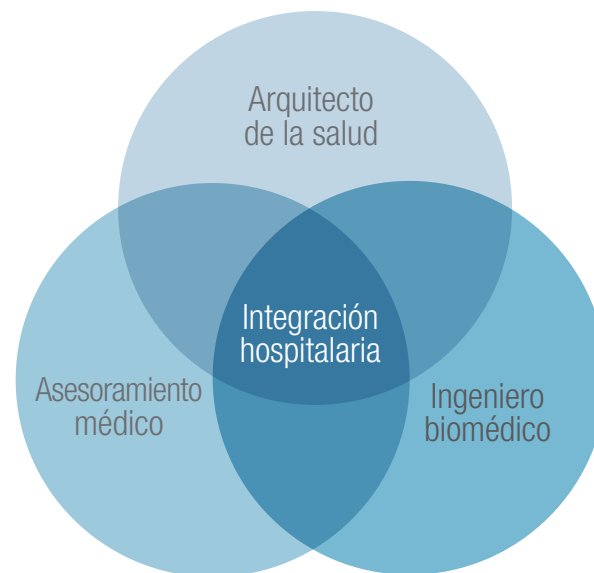 Arquitecto
de la salud
Integración
hospitalaria
Asesoramiento
médico
Ingeniero
biomédico